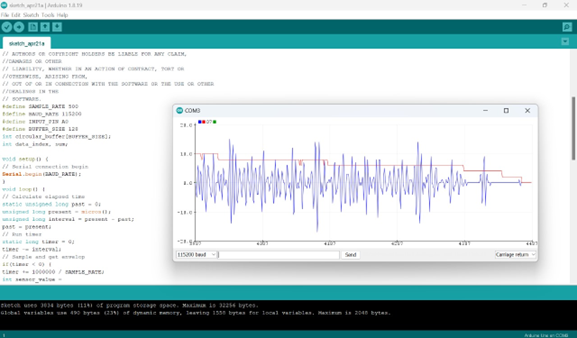 sketch_apr21a | Arduino 1.8.19
File Edit Sketch Tools Help
sketch_apr21a
// AUTHORS OR COPYRIGHT HOLDERS BE LIABLE FOR ANY CLAIM,
//DAMAGES OR OTHER
// LIABILITY, WHETHER IN AN ACTION OF CONTRACT, TORT OR
//OTHERWISE, ARISING FROM,
// OUT OF OR IN CONNECTION WITH THE SOFTWARE OR THE USE OR OTHER
//DEALINGS IN THE
// SOFTWARE.
#define SAMPLE_RATE 500
#define BAUD_RATE 115200
#define INPUT_PIN A0
#define BUFFER_SIZE 128
int circular_buffer[BUFFER_SIZE];
int data_index, sum;
void setup() {
// Serial connection begin
Serial.begin(BAUD_RATE);
}
void loop() {
// Calculate elapsed time
static unsigned long past = 0;
unsigned long present = micros();
unsigned long interval = present - past;
past = present;
// Run timer
static long timer = 0;
timer -= interval;
// Sample and get envelop
if(timer < 0) {
timer += 1000000 / SAMPLE_RATE;
int sensor_value =
COM3
20.0
10.0
0.0
-10.0
-20.0
115200 baud
Send
Carriage return
Sketch uses 3634 bytes (11%) of program storage space. Maximum is 32256 bytes.
Global variables use 490 bytes (23%) of dynamic memory, leaving 1558 bytes for local variables. Maximum is 2048 bytes.
Arduino Uno on COM3